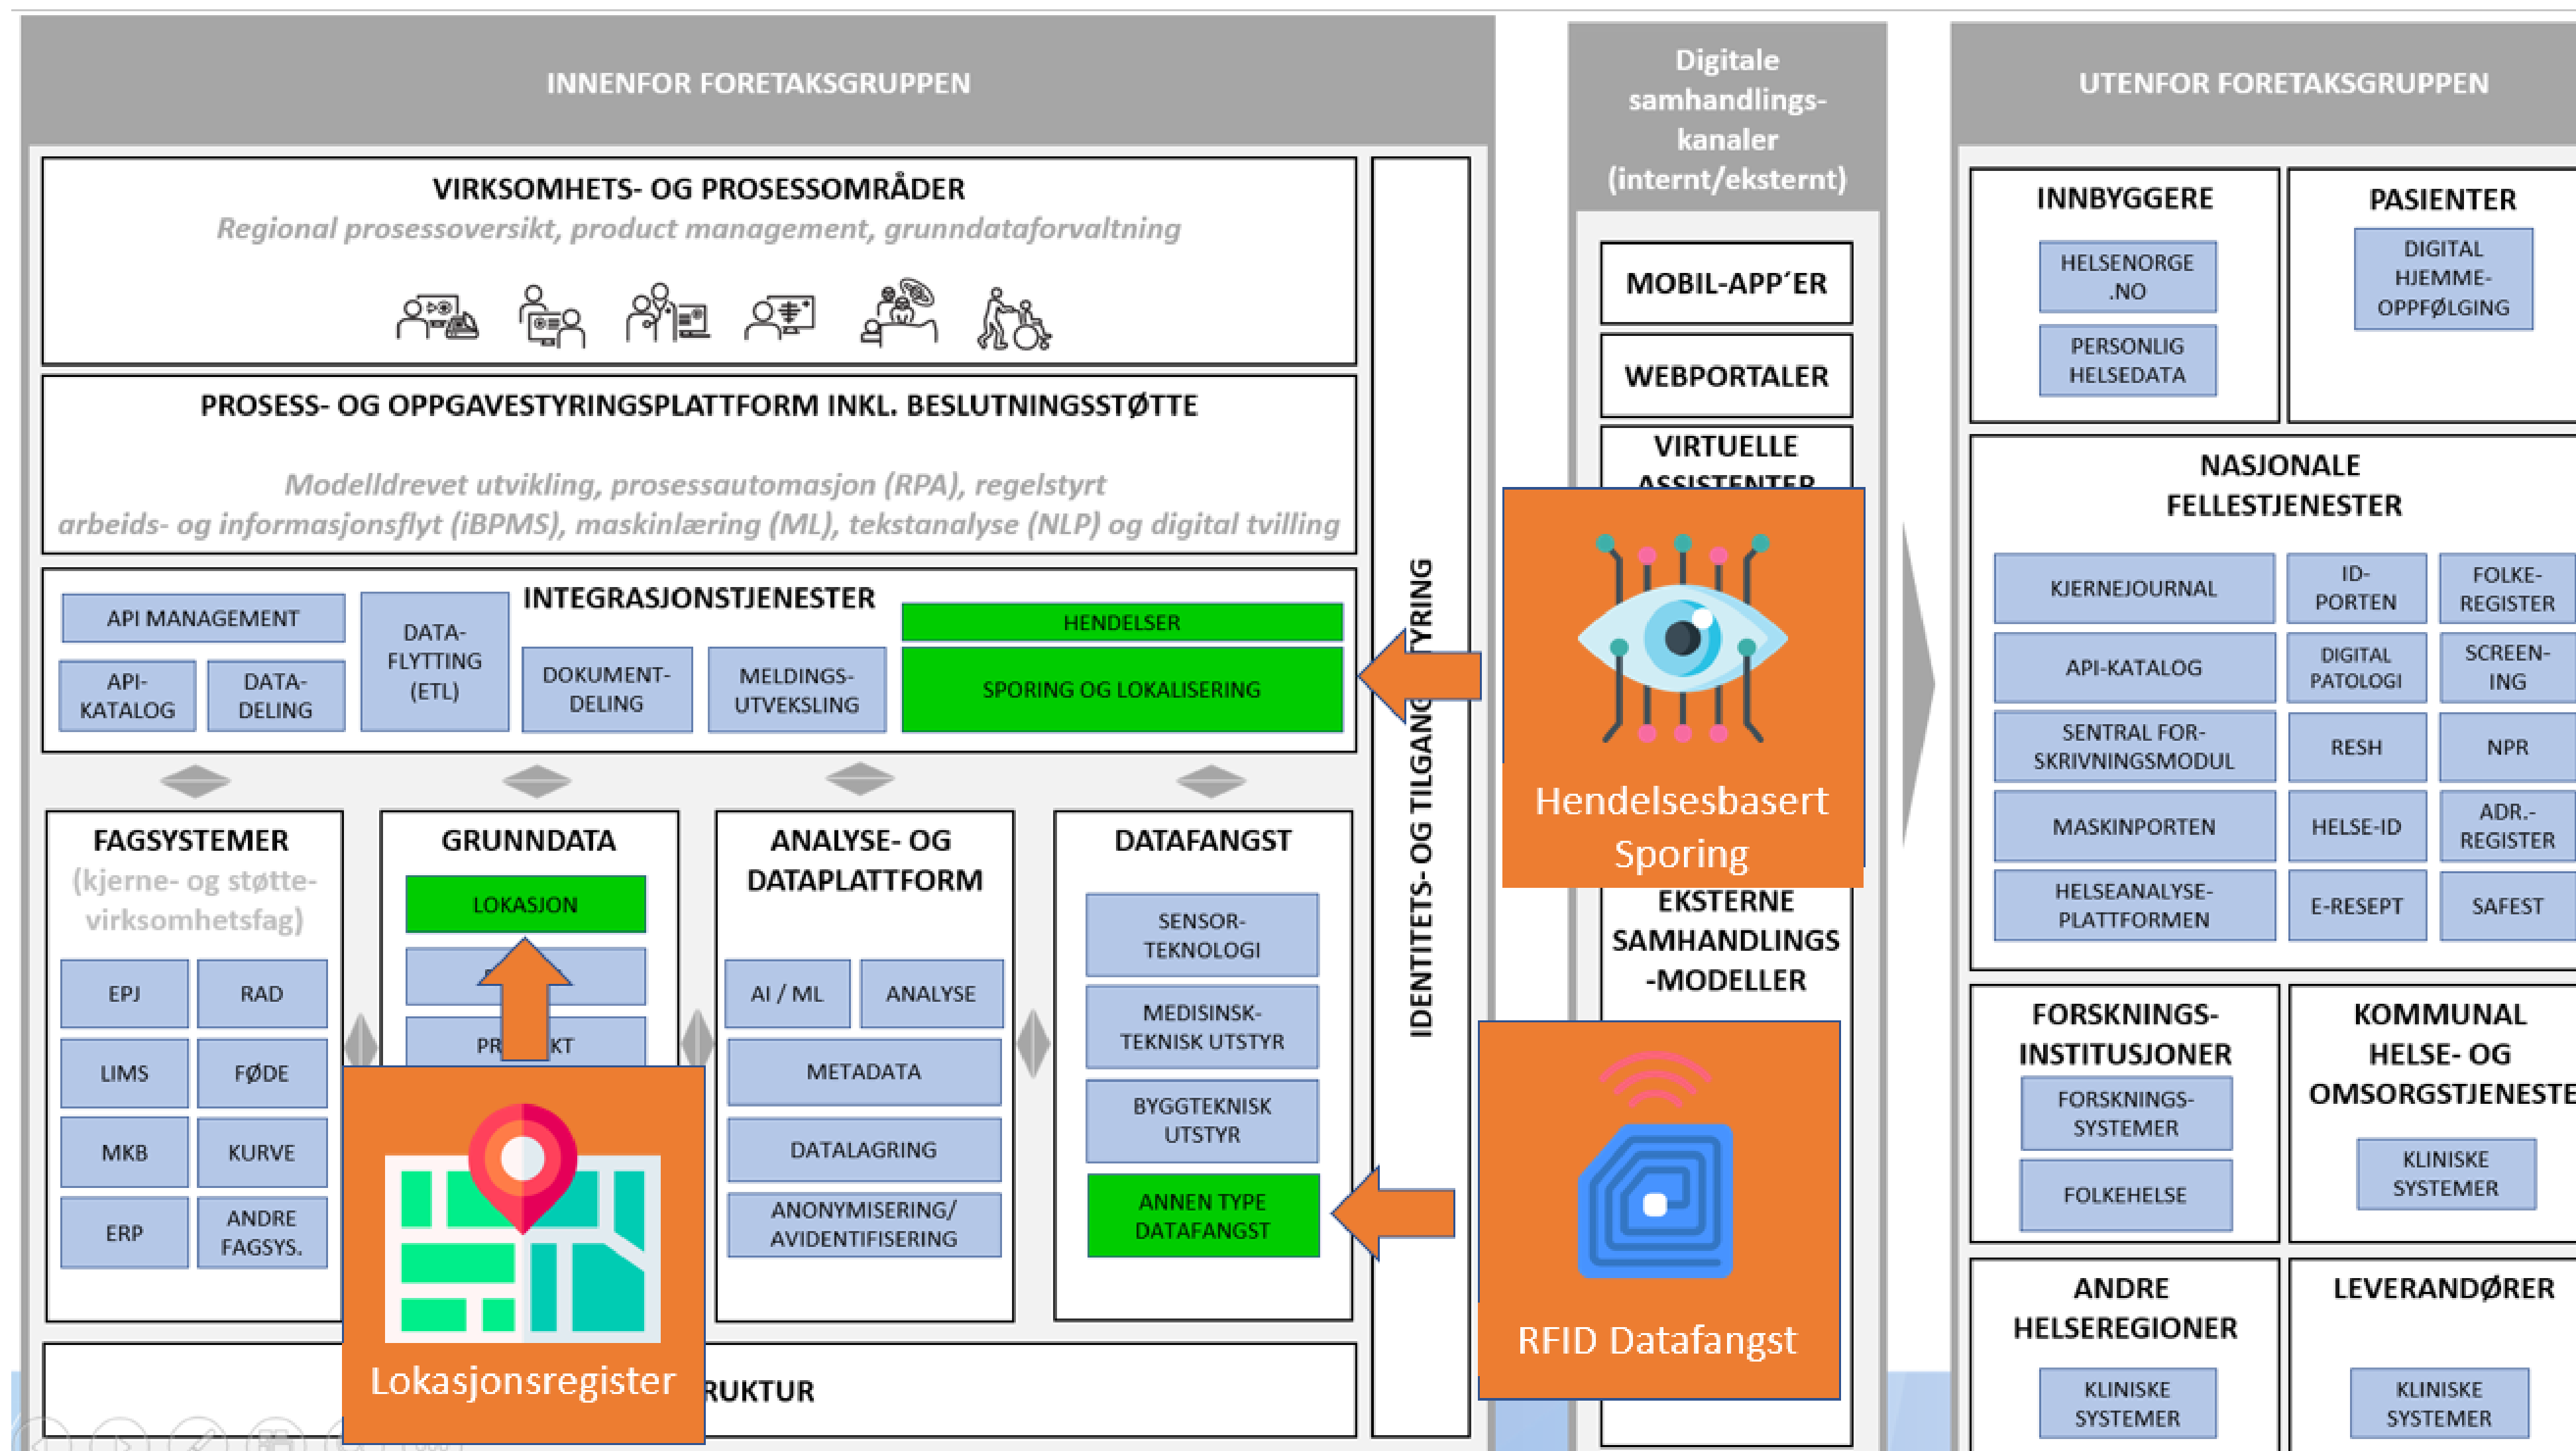 INNENFOR FORETAKSGRUPPEN
VIRKSOMHETS- OG PROSESSOMRÅDER
Regional prosessoversikt, product management, grunndataforvaltning
PROSESS- OG OPPGAVESTYRINGSPLATTFORM INKL. BESLUTNINGSSTØTTE
Modelldrevet utvikling, prosessautomasjon (RPA), regelstyrt
arbeids- og informasjonsflyt (iBPMS), maskinlæring (ML), tekstanalyse (NLP) og digital tvilling
INTEGRASJONSTJENESTER
API MANAGEMENT
API-
KATALOG
DATA-
DELING
DATA-
FLYTTING
(ETL)
DOKUMENT-
DELING
MELDINGS-
UTVEKSLING
HENDELSER
SPORING OG LOKALISERING
FAGSYSTEMER
(kjerne- og støtte-
virksomhetsfag)
EPJ
RAD
LIMS
FØDE
MKB
KURVE
ERP
ANDRE
FAGSYS.
GRUNNDATA
LOKASJON
Lokasjonsregister
ANALYSE- OG
DATAPLATTFORM
AI / ML
ANALYSE
METADATA
DATALAGRING
ANONYMISERING/
AVIDENTIFISERING
DATAFANGST
SENSOR-
TEKNOLOGI
MEDISINSK-
TEKNISK UTSTYR
BYGGTEKNISK
UTSTYR
ANNEN TYPE
DATAFANGST
RUKTUR
IDENTITETS- OG TILGANG TYRING
Digitale
samhandlings-
kanaler
(internt/eksternt)
MOBIL-APP´ER
WEBPORTALER
VIRTUELLE
ASSISTENTER
Hendelsesbasert
Sporing
EKSTERNE
SAMHANDLINGS
-MODELLER
RFID Datafangst
UTENFOR FORETAKSGRUPPEN
INNBYGGERE
HELSENORGE
.NO
PERSONLIG
HELSEDATA
PASIENTER
DIGITAL
HJEMME-
OPPFØLGING
NASJONALE
FELLESTJENESTER
KJERNEJOURNAL
ID-
PORTEN
FOLKE-
REGISTER
API-KATALOG
DIGITAL
PATOLOGI
SCREEN-
ING
SENTRAL FOR-
SKRIVNINGSMODUL
RESH
NPR
MASKINPORTEN
HELSE-ID
ADR.-
REGISTER
HELSEANALYSE-
PLATTFORMEN
E-RESEPT
SAFEST
FORSKNINGS-
INSTITUSJONER
FORSKNINGS-
SYSTEMER
FOLKEHELSE
KOMMUNAL
HELSE- OG
OMSORGSTJENESTE
KLINISKE
SYSTEMER
ANDRE
HELSEREGIONER
KLINISKE
SYSTEMER
LEVERANDØRER
KLINISKE
SYSTEMER